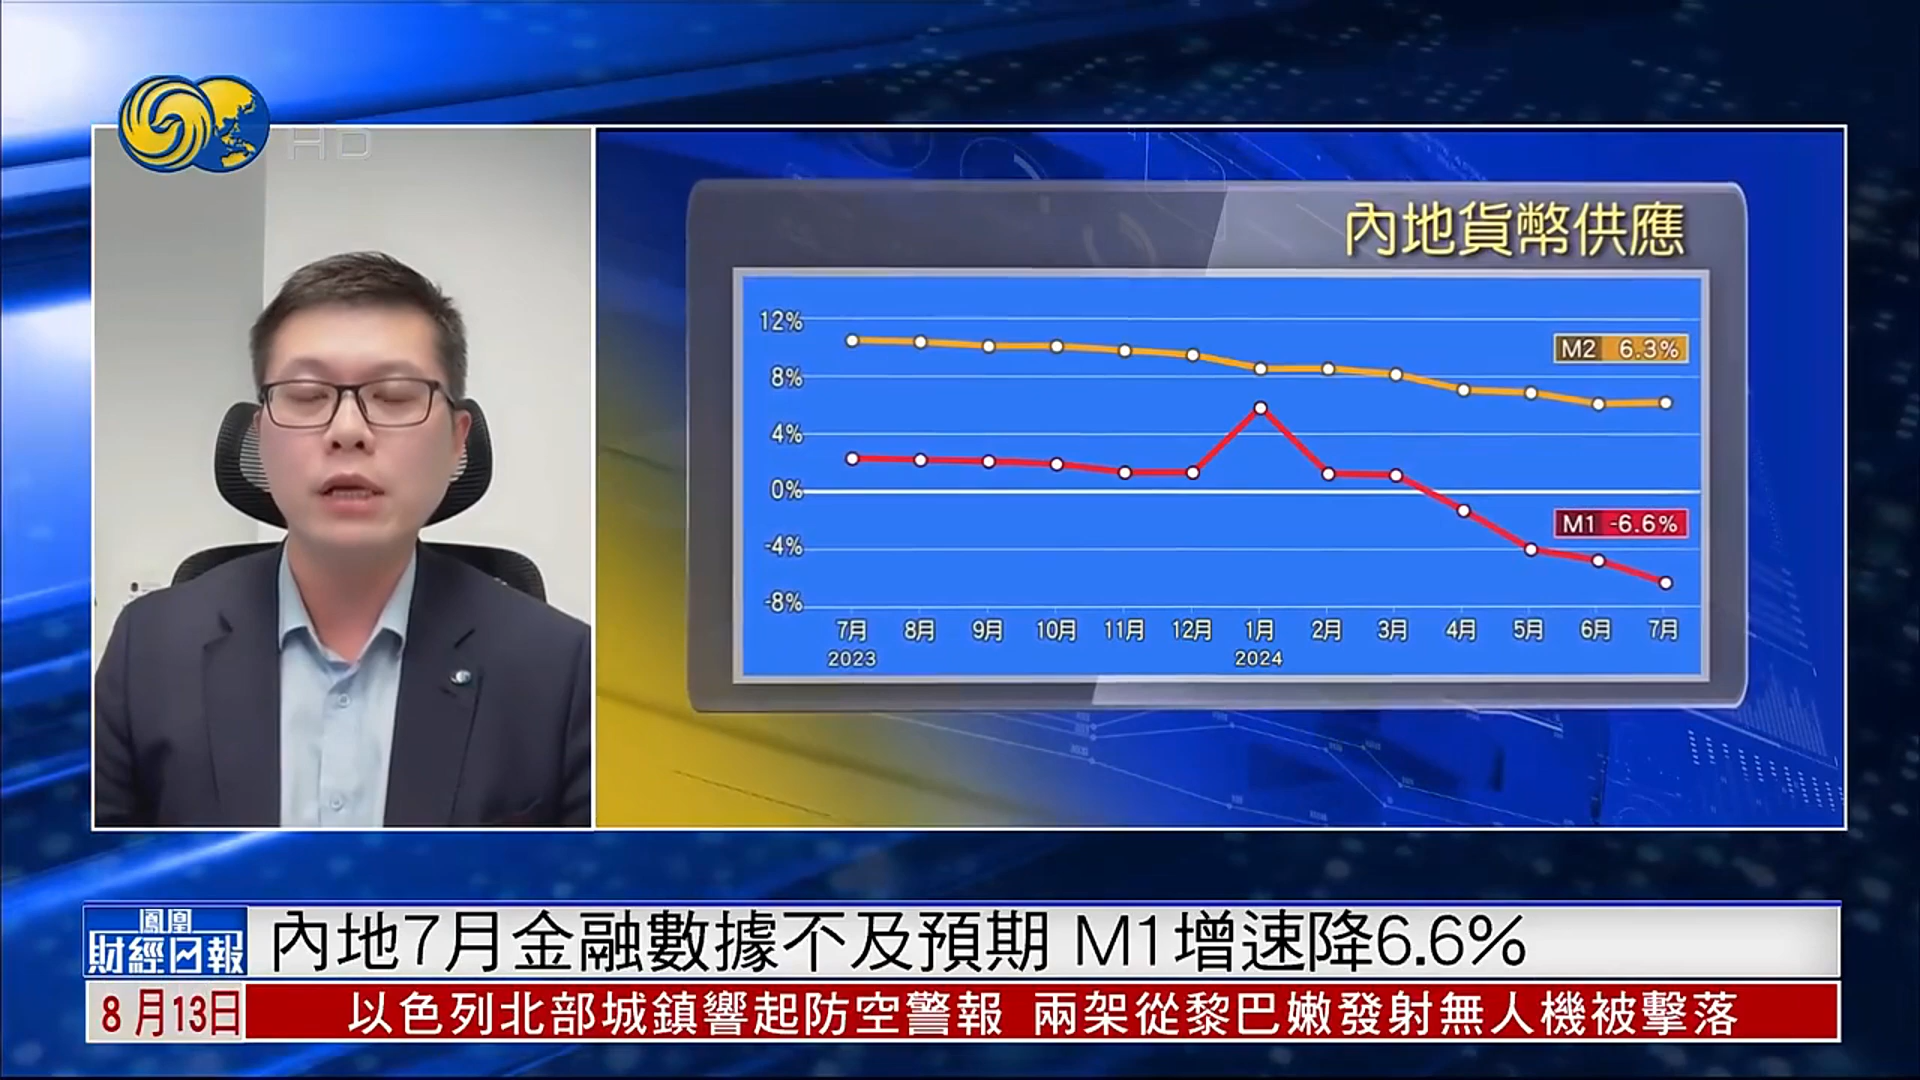 HD
內地貨幣供應
12%
8%
4%
0%
-4%
-8%
M2 6.3%
M1 -6.6%
7月 8月 9月 10月 11月 12月 1月 2月 3月 4月 5月 6月 7月
2023 2024
鳳凰
財經日報
內地7月金融數據不及預期 M1增速降6.6%
8月13日
以色列北部城鎮響起防空警報 兩架從黎巴嫩發射無人機被擊落